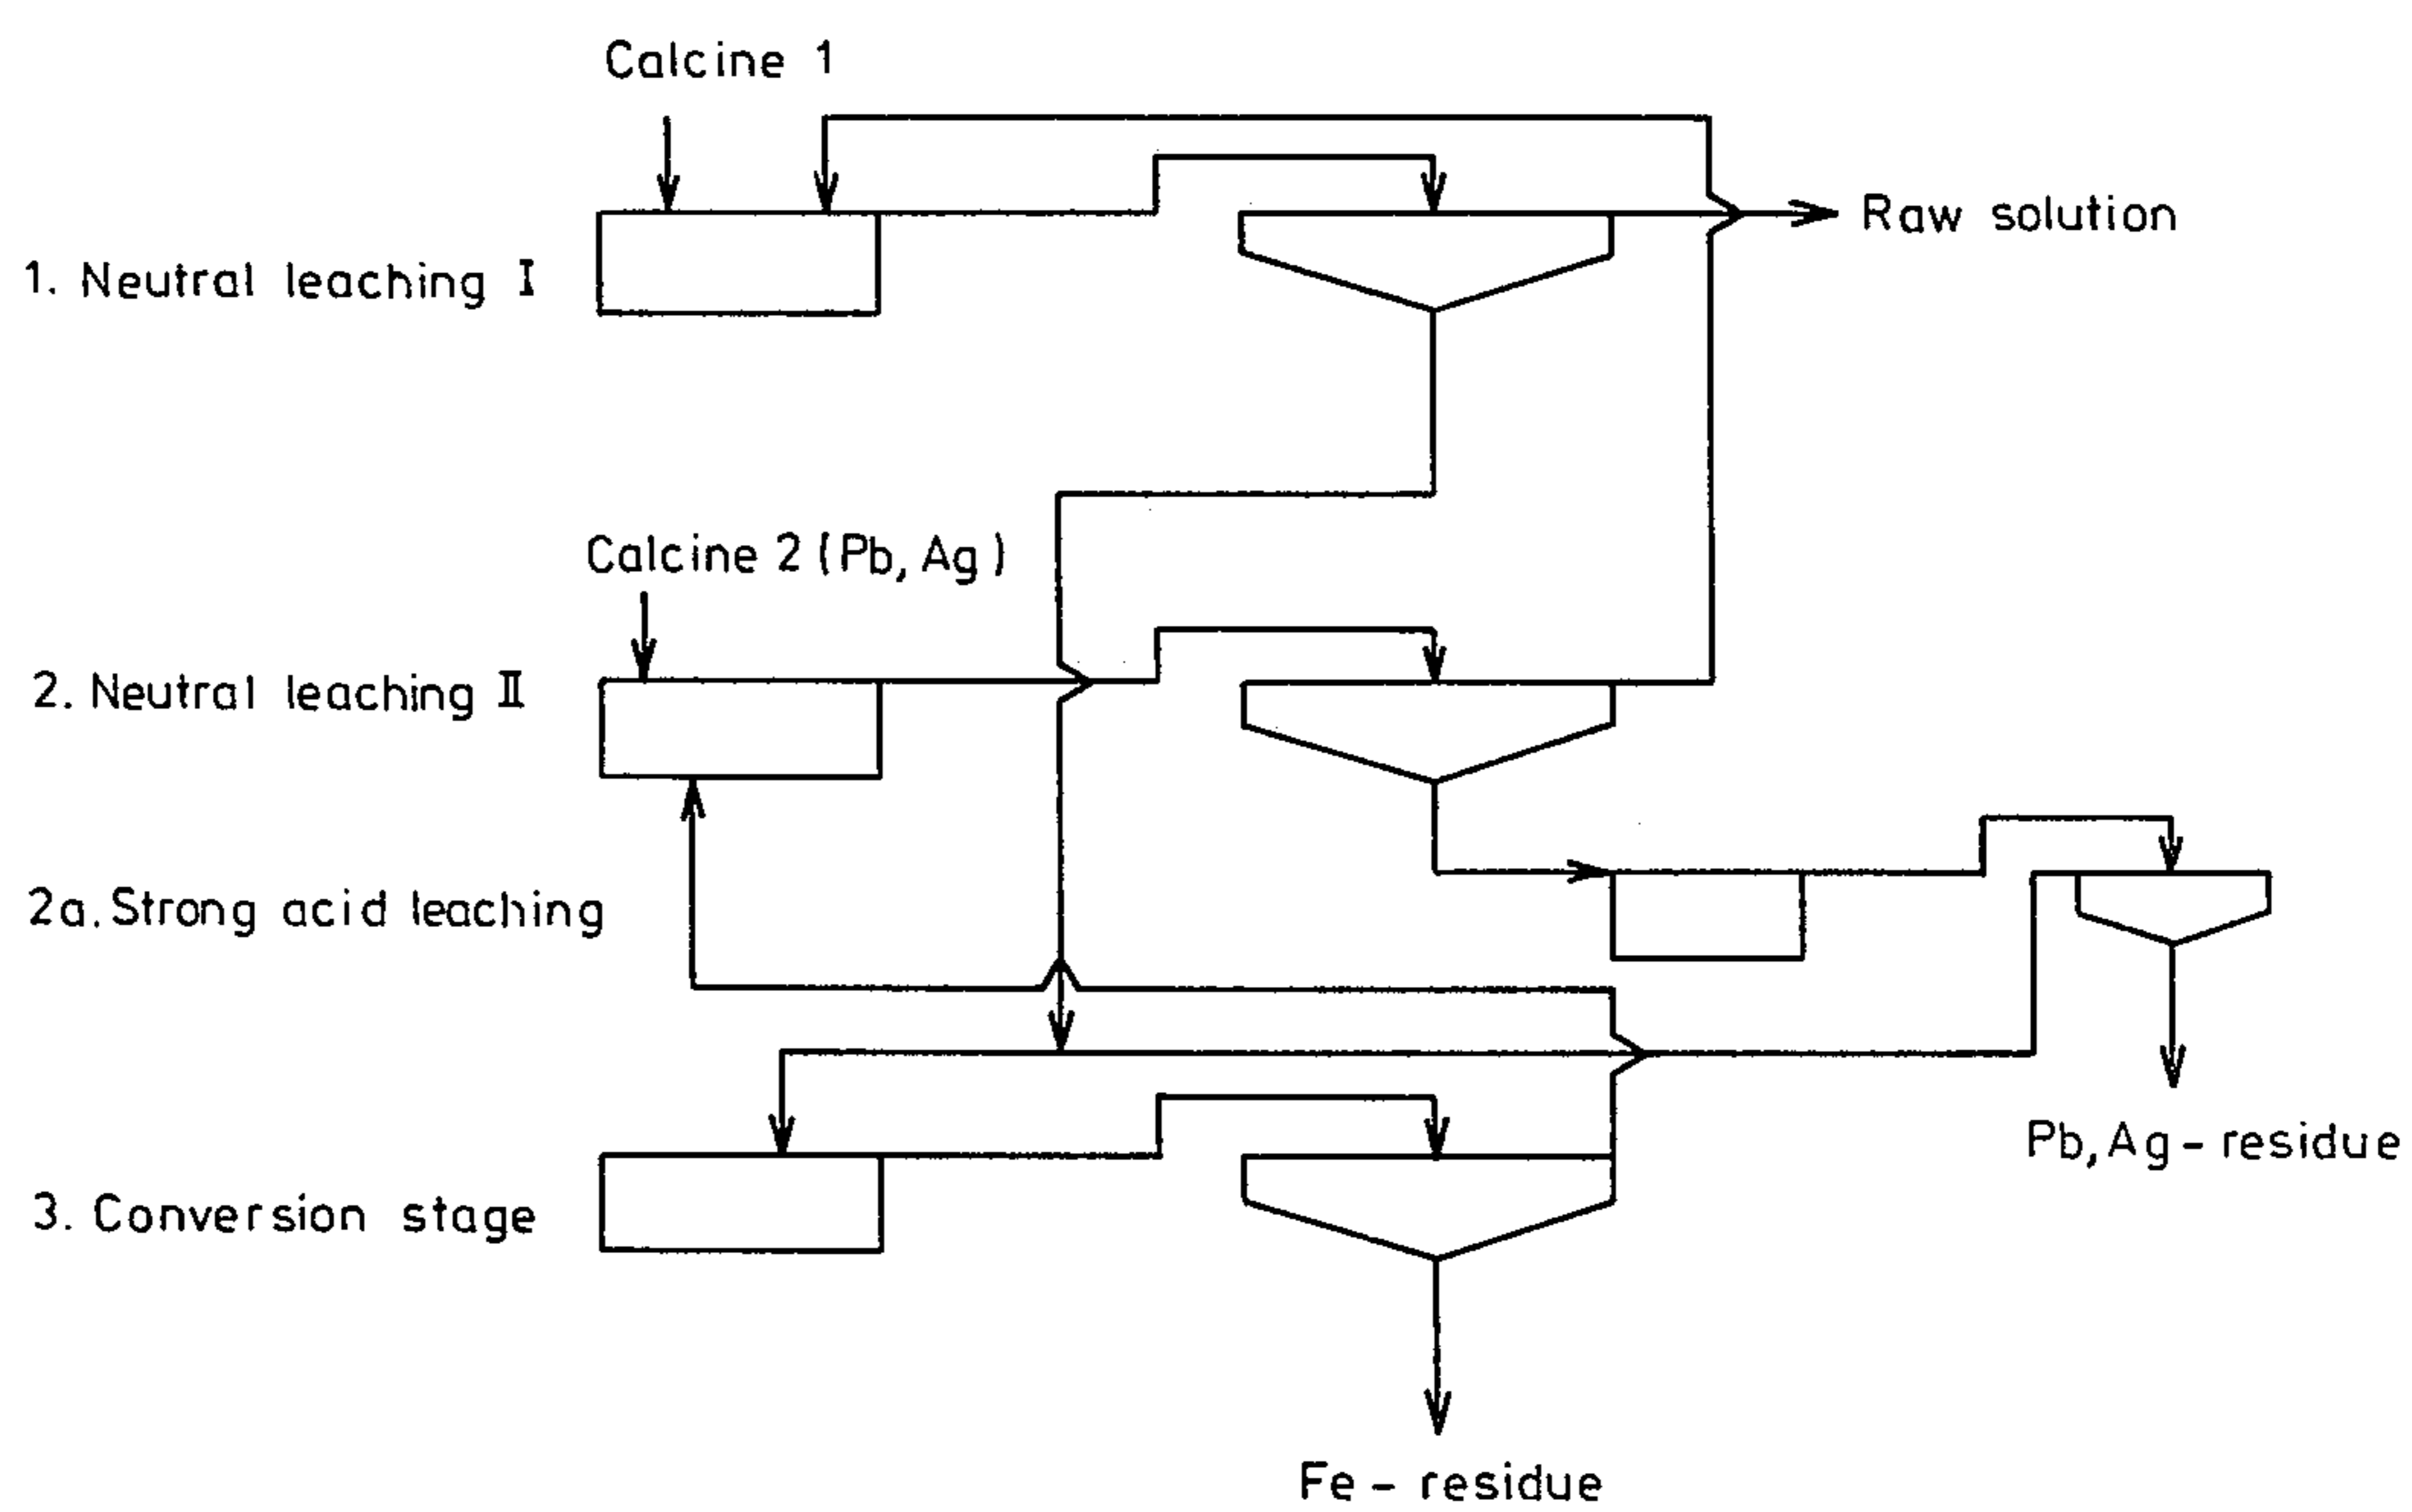 Calcine 1
Raw solution
1. Neutral leaching I
Calcine 2 (Pb, Ag)
2. Neutral leaching II
2a. Strong acid leaching
Pb, Ag - residue
3. Conversion stage
Fe - residue